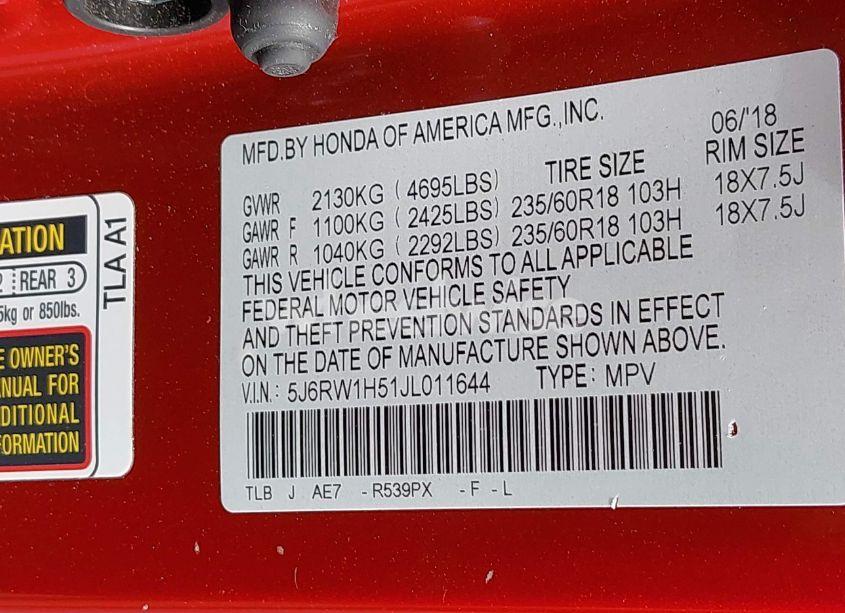 MFD.BY HONDA OF AMERICA MFG.,INC. 06/'18
TIRE SIZE RIM SIZE
GVWR 2130KG ( 4695LBS)
GAWR F 1100KG ( 2425LBS) 235/60R18 103H 18X7.5J
GAWR R 1040KG ( 2292LBS) 235/60R18 103H 18X7.5J
THIS VEHICLE CONFORMS TO ALL APPLICABLE
FEDERAL MOTOR VEHICLE SAFETY
AND THEFT PREVENTION STANDARDS IN EFFECT
ON THE DATE OF MANUFACTURE SHOWN ABOVE.
V.I.N.: 5J6RW1H51JL011644 TYPE: MPV
TLB J AE7 - R539PX - F - L
ATION
2 REAR 3
5kg or 850lbs.
E OWNER'S
ANUAL FOR
DITIONAL
FORMATION
TLA A1